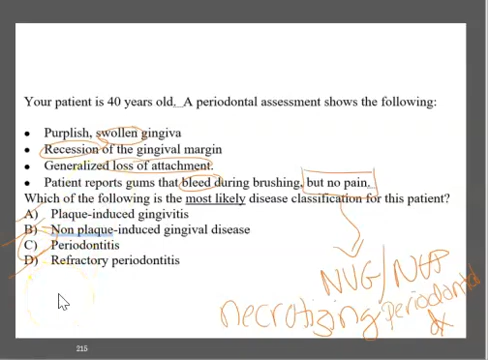 Your patient is 40 years old. A periodontal assessment shows the following:
• Purplish, swollen gingiva
• Recession of the gingival margin
• Generalized loss of attachment.
• Patient reports gums that bleed during brushing, but no pain.
Which of the following is the most likely disease classification for this patient?
A) Plaque-induced gingivitis
B) Non plaque-induced gingival disease
C) Periodontitis
D) Refractory periodontitis
NUG/NUP
necrotizing periodontal
dx
215